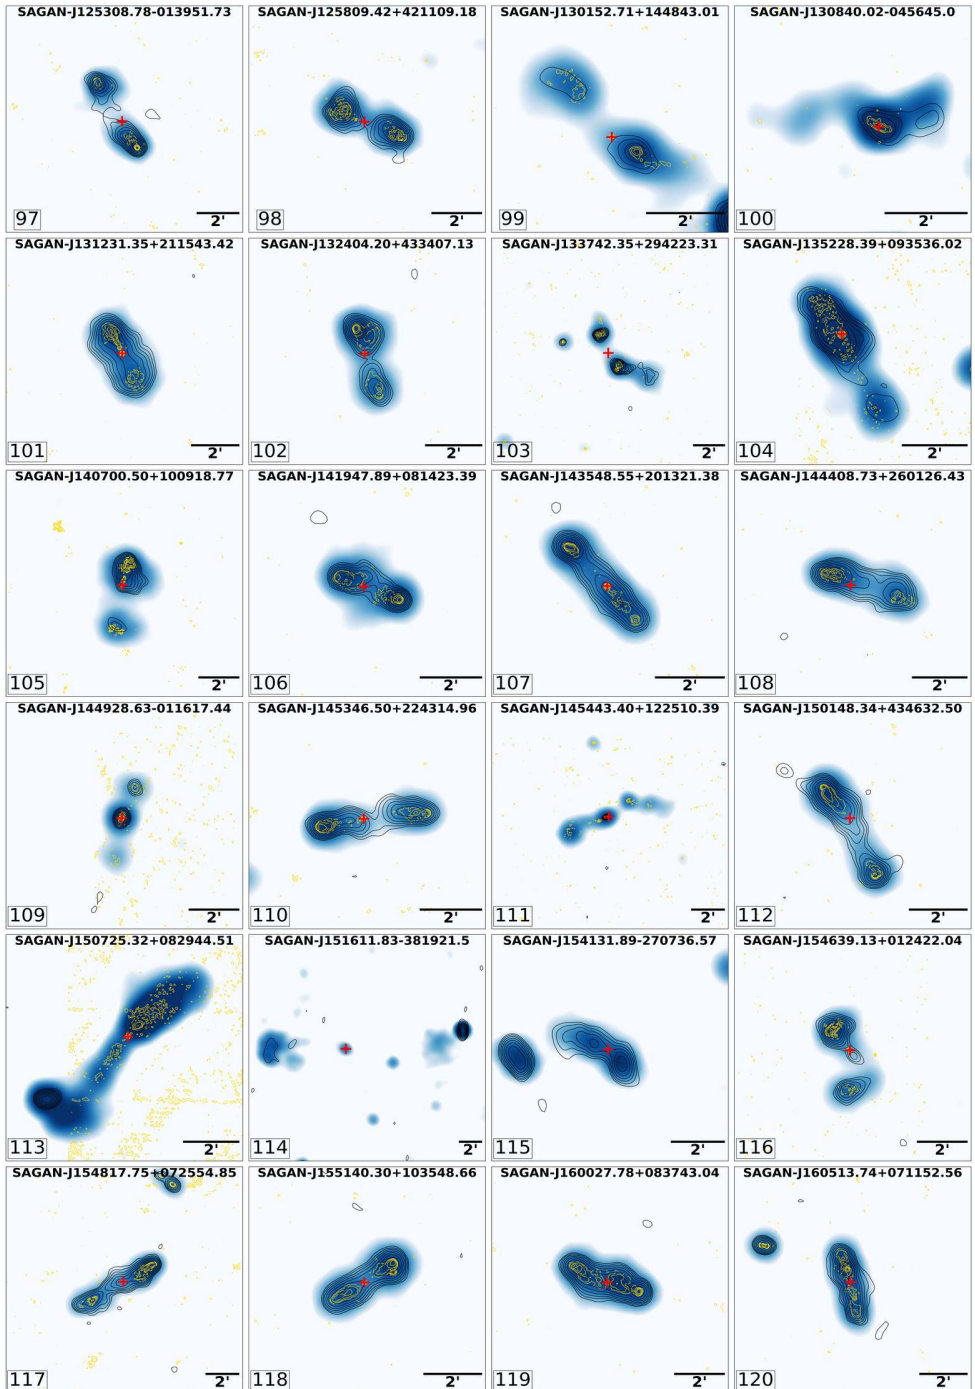 SAGAN-J125308.78-013951.73
SAGAN-J125809.42+421109.18
SAGAN-J130152.71+144843.01
SAGAN-J130840.02-045645.0
97 2'
98 2'
99 2'
100 2'
SAGAN-J131231.35+211543.42
SAGAN-J132404.20+433407.13
SAGAN-J133742.35+294223.31
SAGAN-J135228.39+093536.02
101 2'
102 2'
103 2'
104 2'
SAGAN-J140700.50+100918.77
SAGAN-J141947.89+081423.39
SAGAN-J143548.55+201321.38
SAGAN-J144408.73+260126.43
105 2'
106 2'
107 2'
108 2'
SAGAN-J144928.63-011617.44
SAGAN-J145346.50+224314.96
SAGAN-J145443.40+122510.39
SAGAN-J150148.34+434632.50
109 2'
110 2'
111 2'
112 2'
SAGAN-J150725.32+082944.51
SAGAN-J151611.83-381921.5
SAGAN-J154131.89-270736.57
SAGAN-J154639.13+012422.04
113 2'
114 2'
115 2'
116 2'
SAGAN-J154817.75+072554.85
SAGAN-J155140.30+103548.66
SAGAN-J160027.78+083743.04
SAGAN-J160513.74+071152.56
117 2'
118 2'
119 2'
120 2'